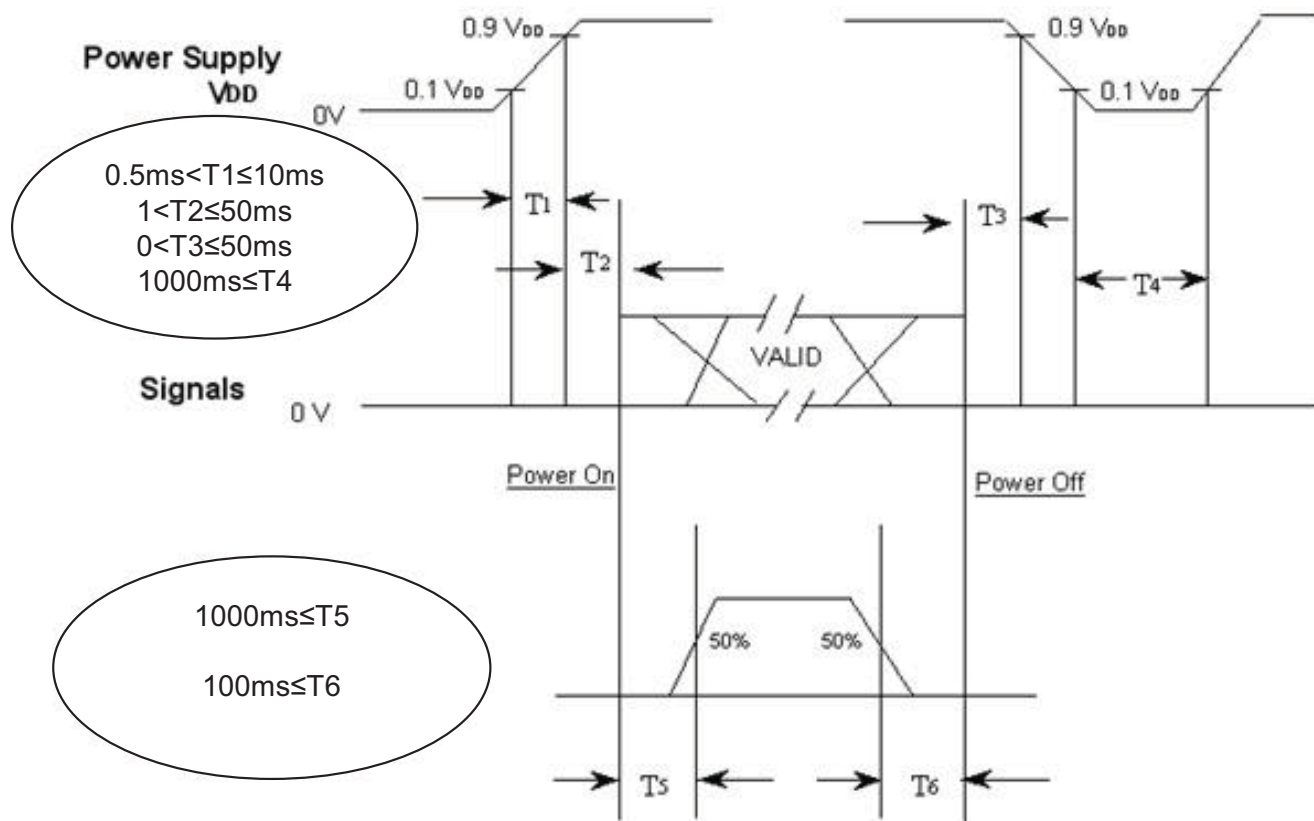 0.9 VDD
0.9 VDD
Power Supply
VDD
0.1 VDD
0.1 VDD
0V
0.5ms<T1≤10ms
1<T2≤50ms
0<T3≤50ms
1000ms≤T4
T1
T3
T2
T4
VALID
Signals
0 V
Power On
Power Off
1000ms≤T5
50%
50%
100ms≤T6
T5
T6